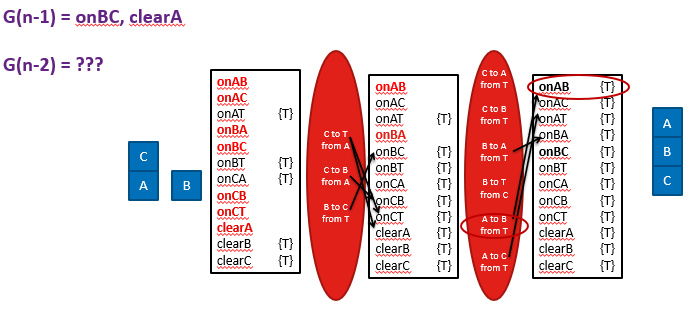 G(n-1) = onBC, clearA
G(n-2) = ???
C
A
B
onAB
onAC
onAT {T}
onBA
onBC
onBT {T}
onCA {T}
onCB
onCT
clearA
clearB {T}
clearC {T}
C to T
from A
C to B
from A
B to C
from T
onAB
onAC
onAT {T}
onBA
onBC {T}
onBT {T}
onCA {T}
onCB {T}
onCT {T}
clearA {T}
clearB {T}
clearC {T}
C to A
from T
C to B
from T
B to A
from T
B to T
from C
A to B
from T
A to C
from T
onAB {T}
onAC {T}
onAT {T}
onBA {T}
onBC {T}
onBT {T}
onCA {T}
onCB {T}
onCT {T}
clearA {T}
clearB {T}
clearC {T}
A
B
C